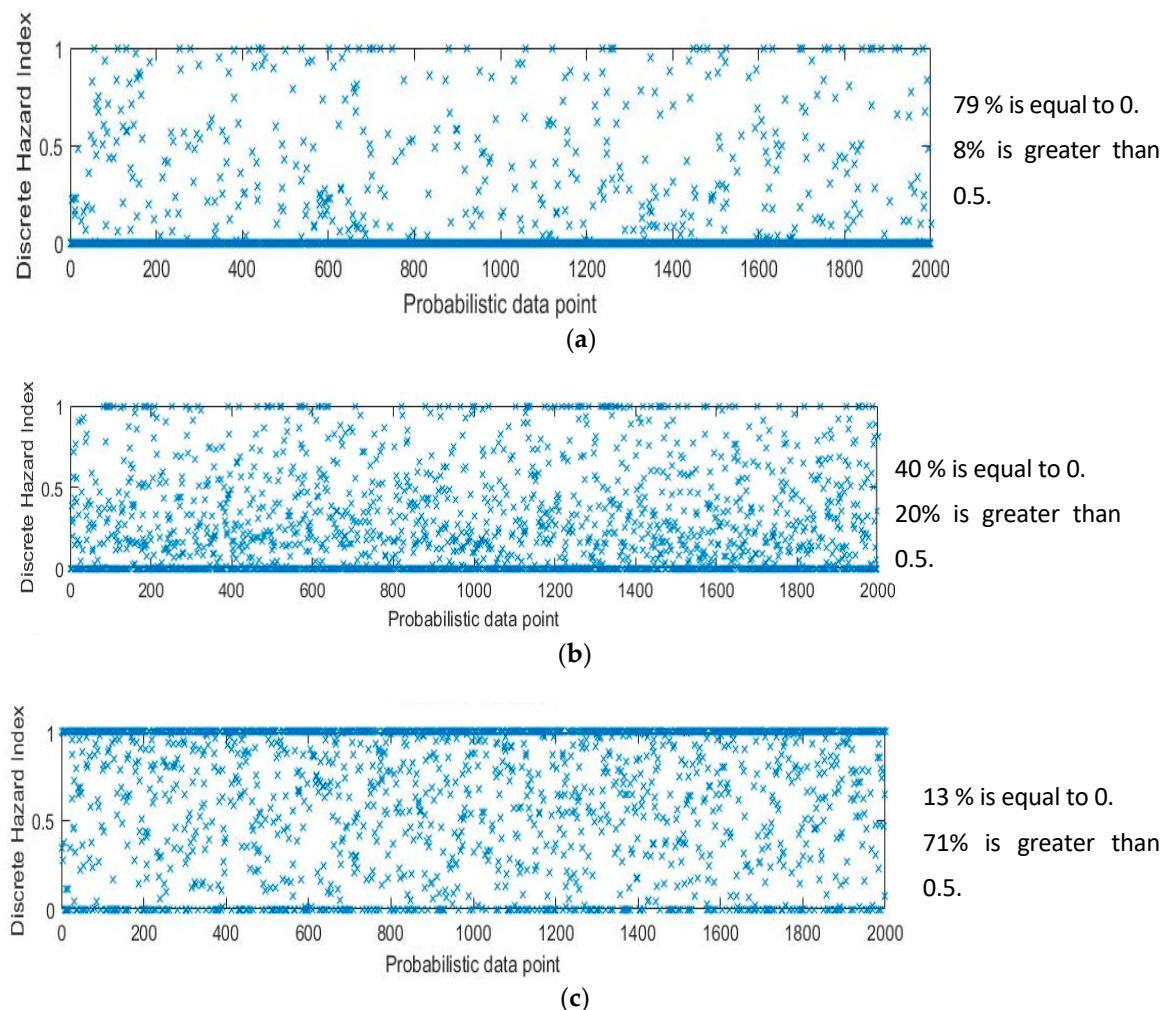 Discrete Hazard Index
1
0.5
0
0 200 400 600 800 1000 1200 1400 1600 1800 2000
Probabilistic data point
79 % is equal to 0.
8% is greater than
0.5.
(a)
Discrete Hazard Index
1
0.5
0
0 200 400 600 800 1000 1200 1400 1600 1800 2000
Probabilistic data point
40 % is equal to 0.
20% is greater than
0.5.
(b)
Discrete Hazard Index
1
0.5
0
0 200 400 600 800 1000 1200 1400 1600 1800 2000
Probabilistic data point
13 % is equal to 0.
71% is greater than
0.5.
(c)